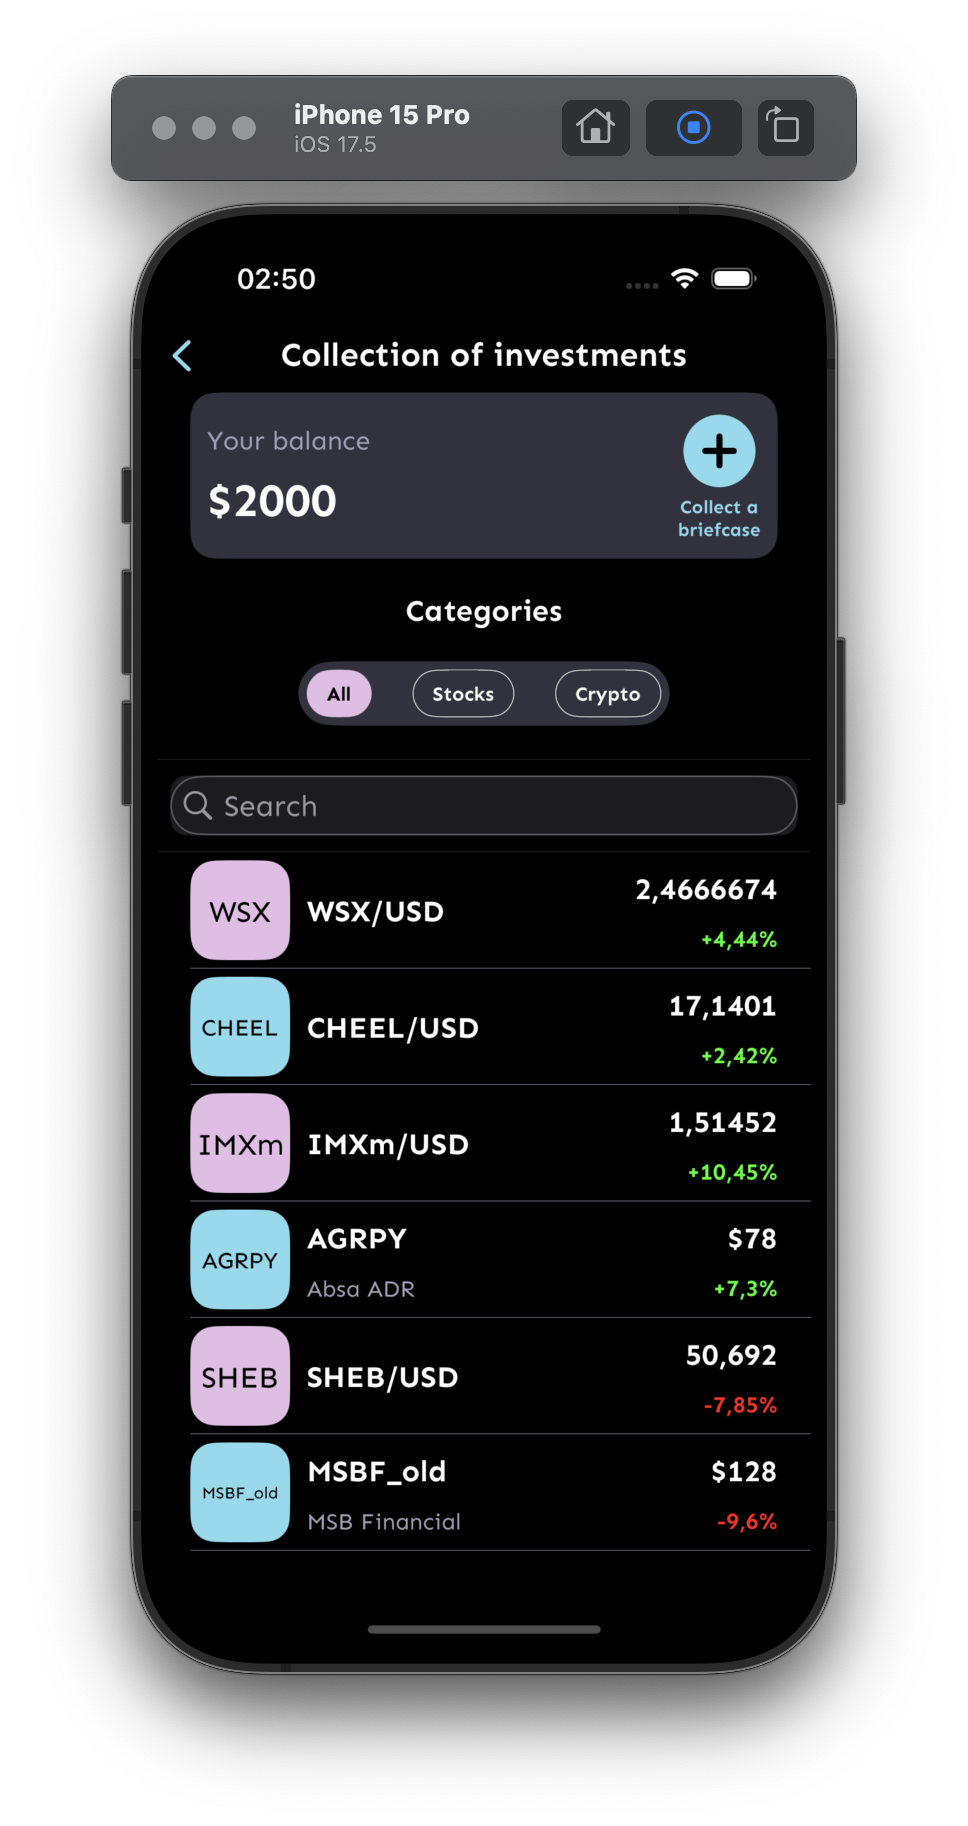 iPhone 15 Pro
iOS 17.5
02:50
Collection of investments
Your balance
$2000
Collect a
briefcase
Categories
All Stocks Crypto
Search
WSX WSX/USD 2,4666674
+4,44%
CHEEL CHEEL/USD 17,1401
+2,42%
IMXm IMXm/USD 1,51452
+10,45%
AGRPY AGRPY $78
Absa ADR +7,3%
SHEB SHEB/USD 50,692
-7,85%
MSBF_old MSBF_old $128
MSB Financial -9,6%